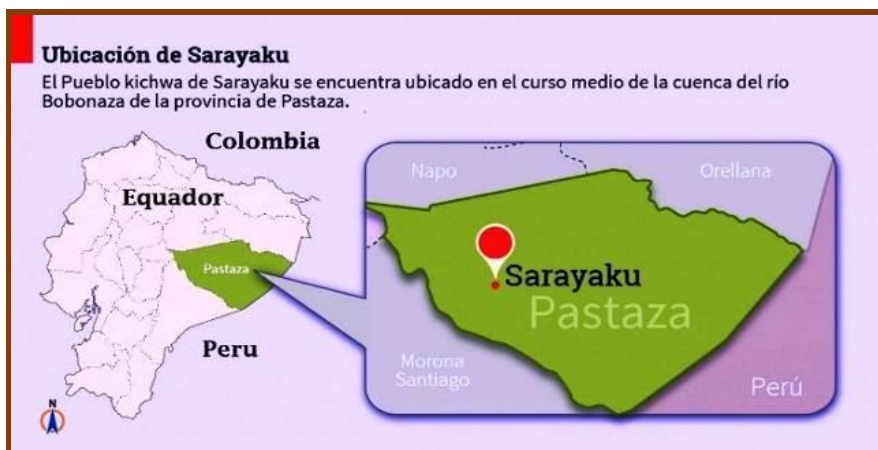 Ubicación de Sarayaku
El Pueblo kichwa de Sarayaku se encuentra ubicado en el curso medio de la cuenca del río
Bobonaza de la provincia de Pastaza.
Colombia
Equador
Pastaza
Peru
N
Napo
Orellana
Sarayaku
Pastaza
Morona
Santiago
Perú